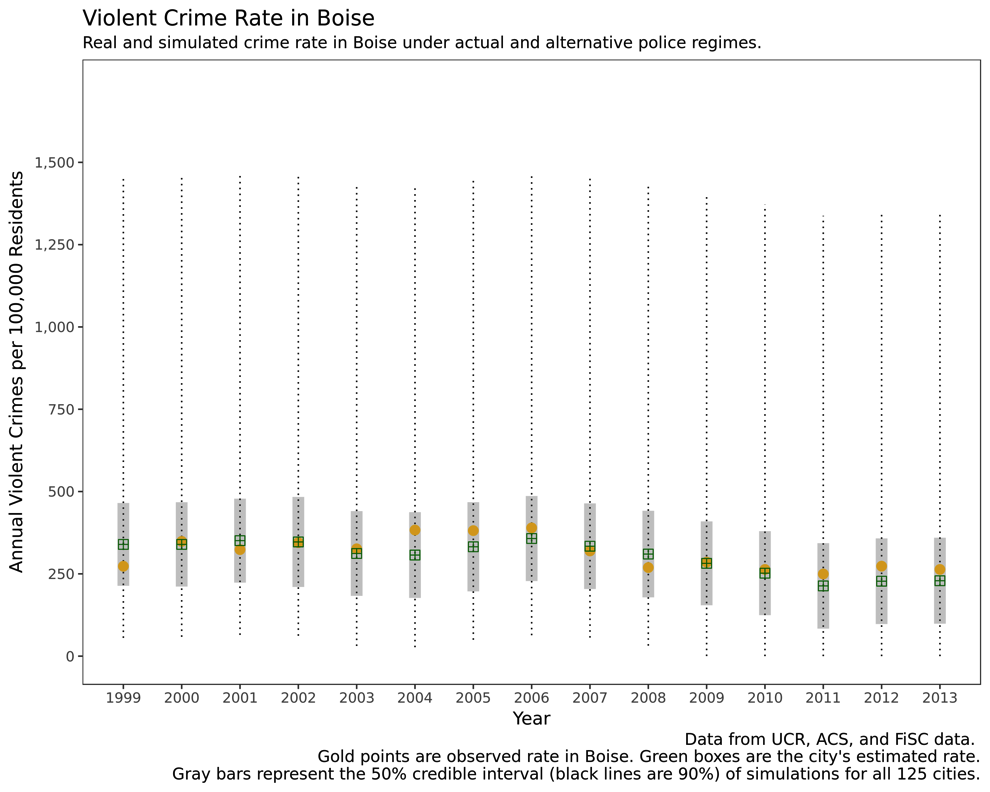 Violent Crime Rate in Boise
Real and simulated crime rate in Boise under actual and alternative police regimes.
Annual Violent Crimes per 100,000 Residents
1,500
1,250
1,000
750
500
250
0
1999 2000 2001 2002 2003 2004 2005 2006 2007 2008 2009 2010 2011 2012 2013
Year
Data from UCR, ACS, and FiSC data.
Gold points are observed rate in Boise. Green boxes are the city's estimated rate.
Gray bars represent the 50% credible interval (black lines are 90%) of simulations for all 125 cities.